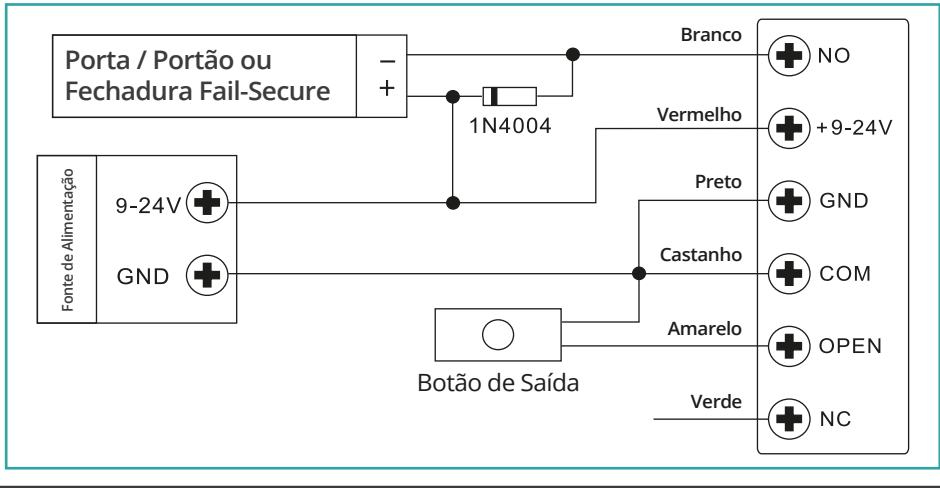 Porta / Portão ou
Fechadura Fail-Secure
−
+
1N4004
Fonte de Alimentação
9-24V
GND
Botão de Saída
Branco
NO
Vermelho
+9-24V
Preto
GND
Castanho
COM
Amarelo
OPEN
Verde
NC